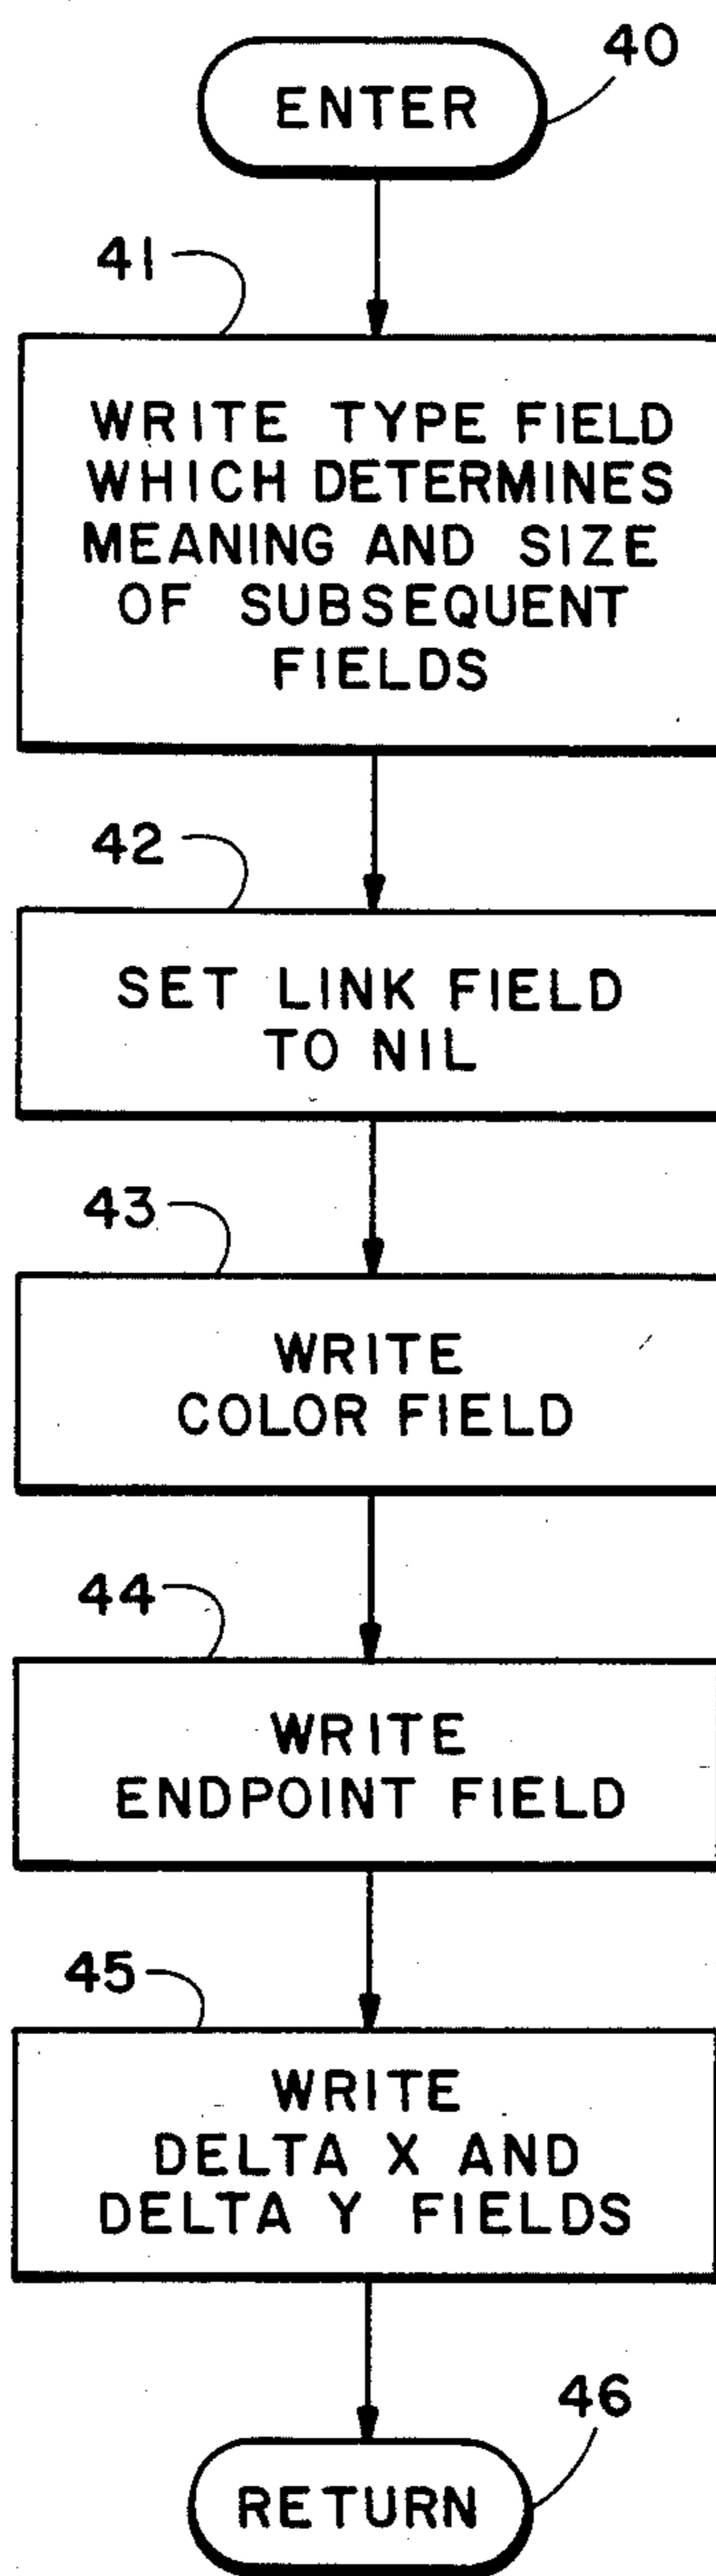 40
ENTER
41
WRITE TYPE FIELD
WHICH DETERMINES
MEANING AND SIZE
OF SUBSEQUENT
FIELDS
42
SET LINK FIELD
TO NIL
43
WRITE
COLOR FIELD
44
WRITE
ENDPOINT FIELD
45
WRITE
DELTA X AND
DELTA Y FIELDS
46
RETURN